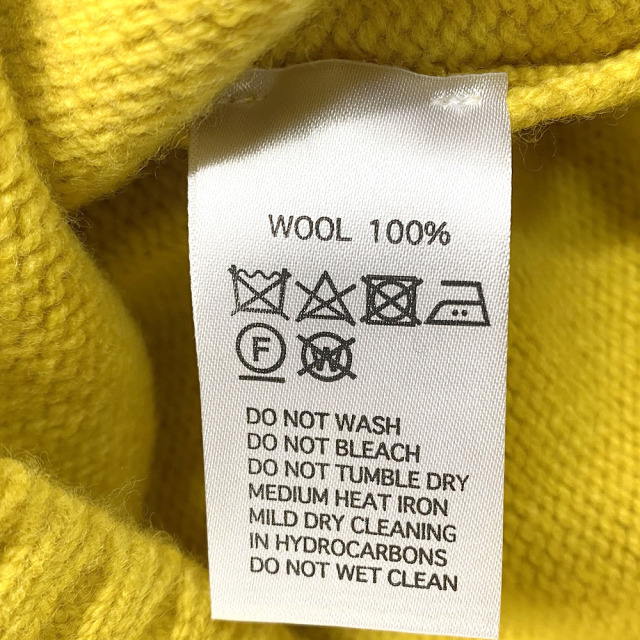 WOOL 100%
F W
DO NOT WASH
DO NOT BLEACH
DO NOT TUMBLE DRY
MEDIUM HEAT IRON
MILD DRY CLEANING
IN HYDROCARBONS
DO NOT WET CLEAN